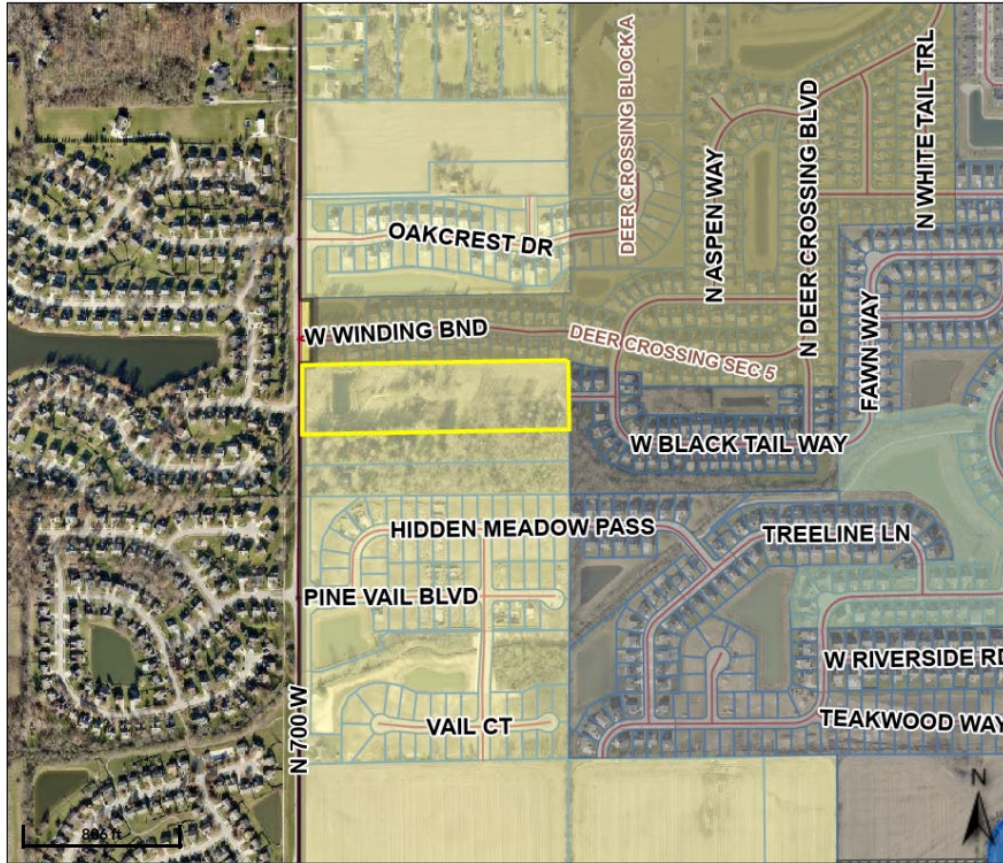 DEER CROSSING BLOCKA
N ASPEN WAY
N DEER CROSSING BLVD
N WHITE TAIL TRL
OAKCREST DR
W WINDING BND
DEER CROSSING SEC 5
FAWN WAY
W BLACK TAIL WAY
HIDDEN MEADOW PASS
TREELINE LN
PINE VAIL BLVD
W RIVERSIDE RD
N 700 W
VAIL CT
TEAKWOOD WAY
N
806 ft